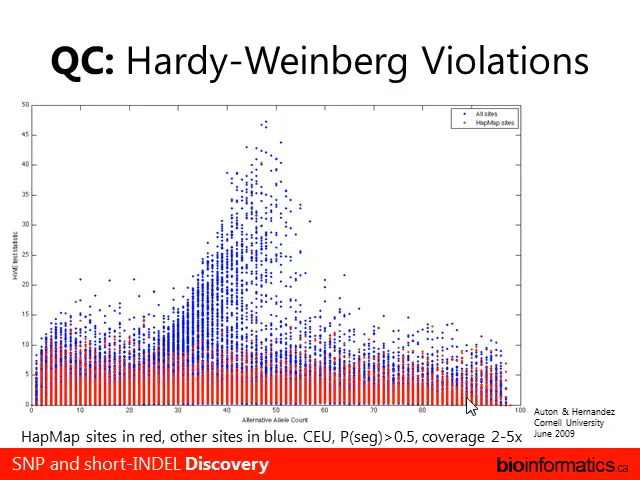 QC: Hardy-Weinberg Violations
All sites
HapMap sites
50
45
40
35
30
25
20
15
10
5
0
HWE test statistic
0 10 20 30 40 50 60 70 80 100
Alternative Allele Count
Auton & Hernandez
Cornell University
June 2009
HapMap sites in red, other sites in blue. CEU, P(seg)>0.5, coverage 2-5x
SNP and short-INDEL Discovery
bioinformatics.ca